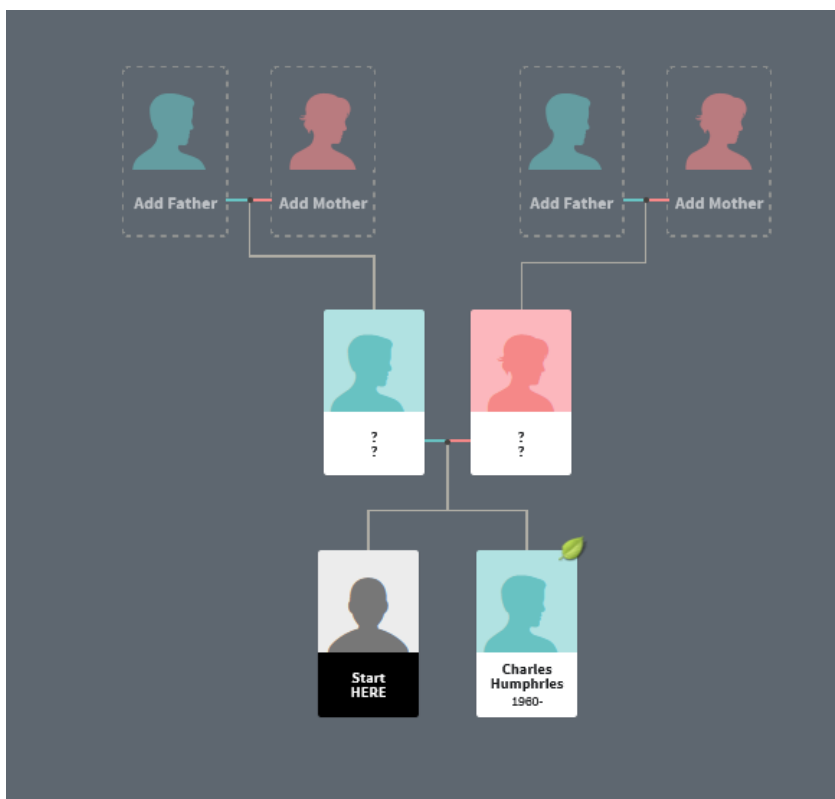 Add Father
Add Mother
Add Father
Add Mother
?
?
?
?
Start
HERE
Charles
Humphries
1960-